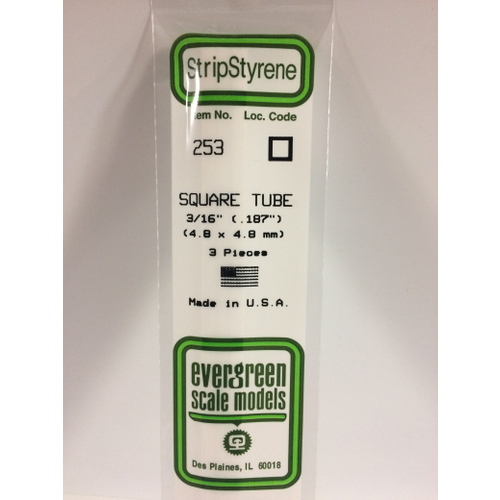 StripStyrene
Item No. Loc. Code
253
SQUARE TUBE
3/16" (.187")
(4.8 x 4.8 mm)
3 Pieces
Made in U.S.A.
evergreen
scale models
Des Plaines, IL 60018